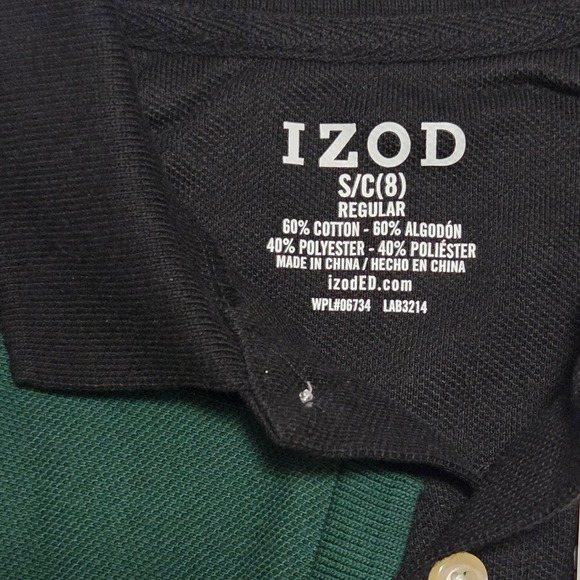 IZOD
S/C(8)
REGULAR
60% COTTON - 60% ALGODÓN
40% POLYESTER - 40% POLIÉSTER
MADE IN CHINA / HECHO EN CHINA
izodED.com
WPL#06734 LAB3214